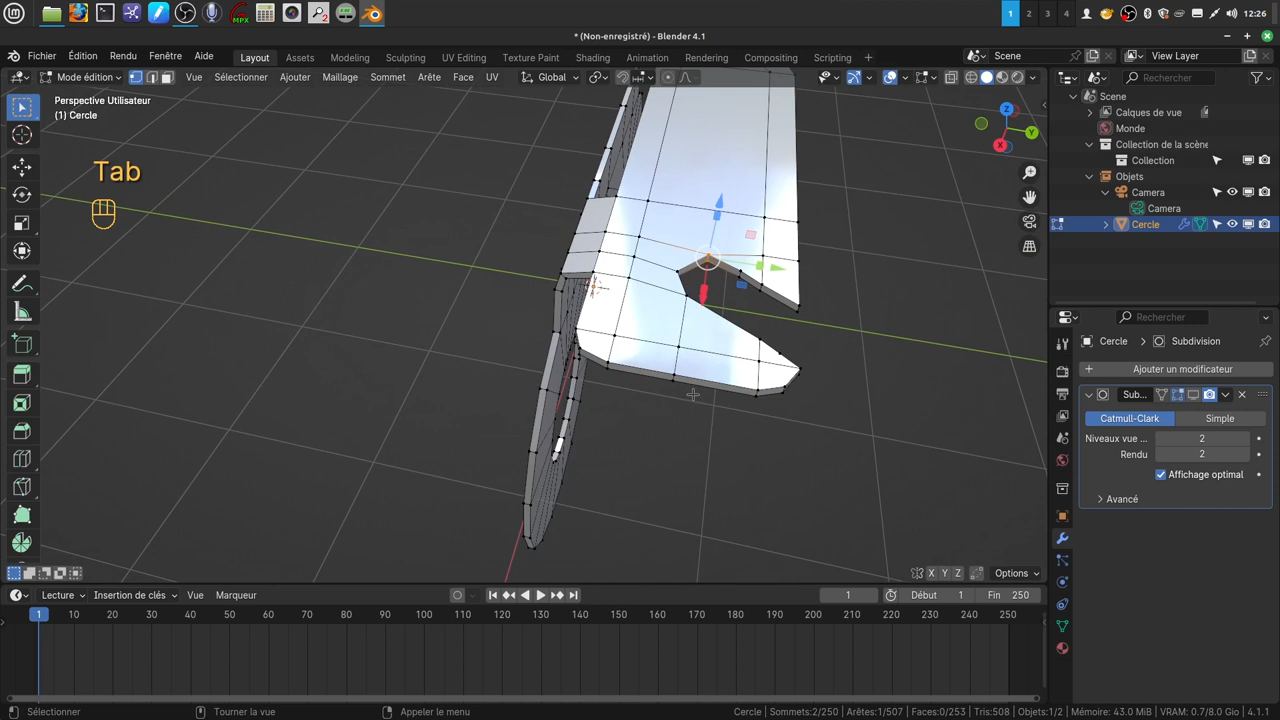 1 2 3 4 12:26
* (Non-enregistré) - Blender 4.1
Fichier Édition Rendu Fenêtre Aide Layout Assets Modeling Sculpting UV Editing Texture Paint Shading Animation Rendering Compositing Scripting + Scene View Layer
Mode édition Vue Sélectionner Ajouter Maillage Sommet Arête Face UV Global Rechercher
Perspective Utilisateur
(1) Cercle
Tab
Z
Y
X
Scene
Calques de vue
Monde
Collection de la scène
Collection
Objets
Camera
Camera
Cercle
Rechercher
Cercle > Subdivision
+ Ajouter un modificateur
Sub...
Catmull-Clark Simple
Niveaux vue ... 2
Rendu 2
Affichage optimal
> Avancé
X Y Z Options
Lecture Insertion de clés Vue Marqueur 1 Début 1 Fin 250
1 10 20 30 40 50 60 70 80 90 100 110 120 130 140 150 160 170 180 190 200 210 220 230 240 250
Sélectionner Tourner la vue Appeler le menu Cercle | Sommets:2/250 | Arêtes:1/507 | Faces:0/253 | Tris:508 | Objets:1/2 | Mémoire: 43.0 MiB | VRAM: 0.7/8.0 Gio | 4.1.1